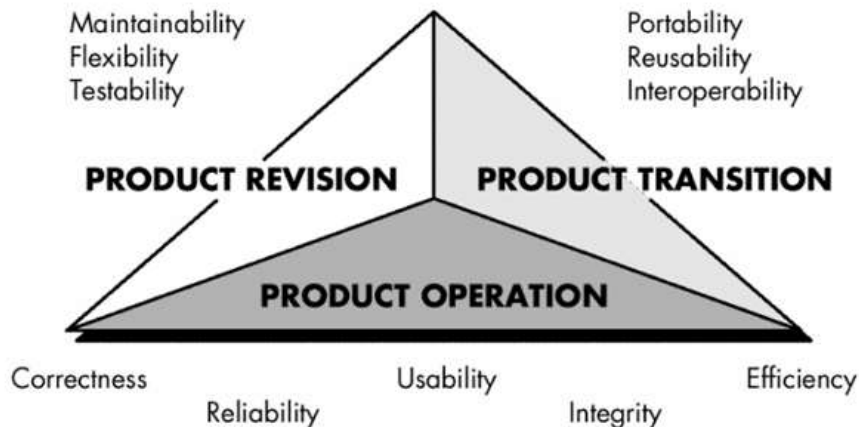 Maintainability
Flexibility
Testability
Portability
Reusability
Interoperability
PRODUCT REVISION
PRODUCT TRANSITION
PRODUCT OPERATION
Correctness
Usability
Efficiency
Reliability
Integrity